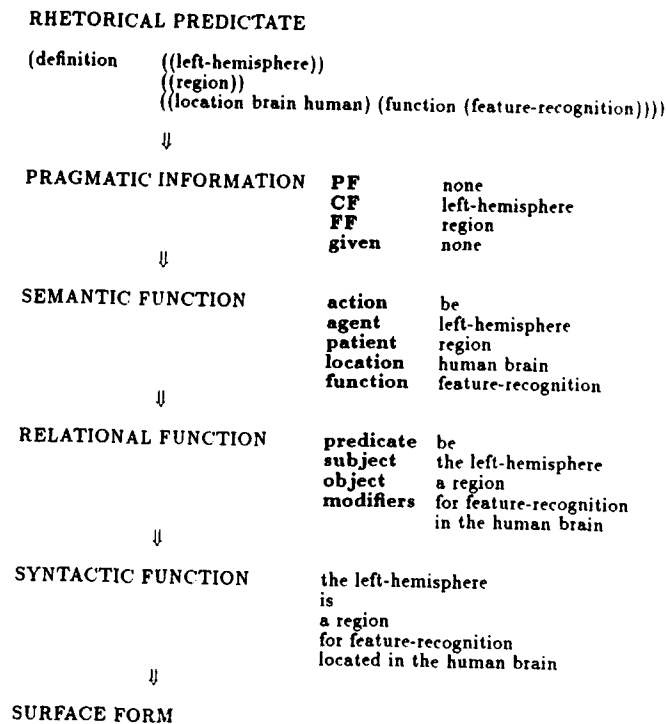 RHETORICAL PREDICTATE
(definition ((left-hemisphere))
((region))
((location brain human) (function (feature-recognition))))
⇓
PRAGMATIC INFORMATION PF none
CF left-hemisphere
FF region
given none
⇓
SEMANTIC FUNCTION action be
agent left-hemisphere
patient region
location human brain
function feature-recognition
⇓
RELATIONAL FUNCTION predicate be
subject the left-hemisphere
object a region
modifiers for feature-recognition
in the human brain
⇓
SYNTACTIC FUNCTION the left-hemisphere
is
a region
for feature-recognition
located in the human brain
⇓
SURFACE FORM